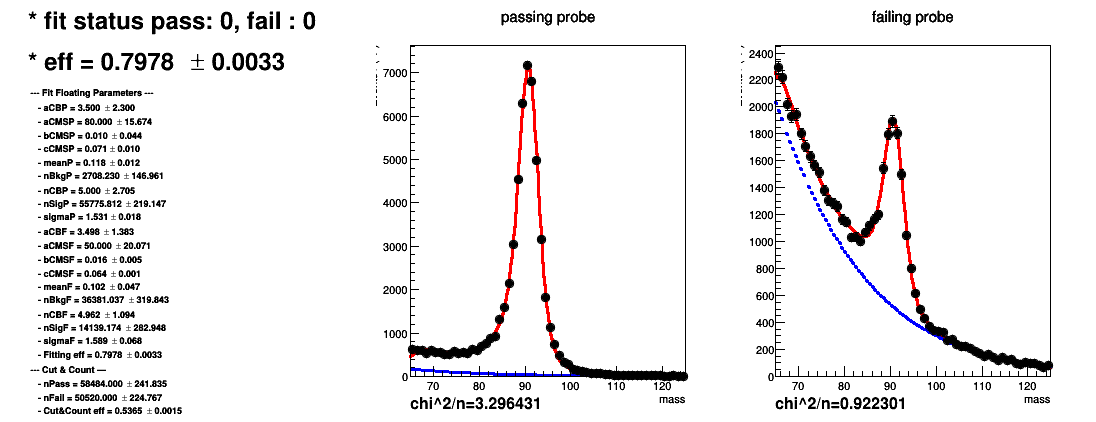 * fit status pass: 0, fail : 0
* eff = 0.7978 ± 0.0033
--- Fit Floating Parameters ---
- aCBP = 3.500 ± 2.300
- aCMSP = 80.000 ± 15.674
- bCMSP = 0.010 ± 0.044
- cCMSP = 0.071 ± 0.010
- meanP = 0.118 ± 0.012
- nBkgP = 2708.230 ± 146.961
- nCBP = 5.000 ± 2.705
- nSigP = 55775.812 ± 219.147
- sigmaP = 1.531 ± 0.018
- aCBF = 3.498 ± 1.383
- aCMSF = 50.000 ± 20.071
- bCMSF = 0.016 ± 0.005
- cCMSF = 0.064 ± 0.001
- meanF = 0.102 ± 0.047
- nBkgF = 36381.037 ± 319.843
- nCBF = 4.962 ± 1.094
- nSigF = 14139.174 ± 282.948
- sigmaF = 1.589 ± 0.068
- Fitting eff = 0.7978 ± 0.0033
--- Cut & Count ---
- nPass = 58484.000 ± 241.835
- nFail = 50520.000 ± 224.767
- Cut&Count eff = 0.5365 ± 0.0015
passing probe
7000
6000
5000
4000
3000
2000
1000
0
70 80 90 100 110 120
mass
chi^2/n=3.296431
failing probe
2400
2200
2000
1800
1600
1400
1200
1000
800
600
400
200
0
70 80 90 100 110 120
mass
chi^2/n=0.922301